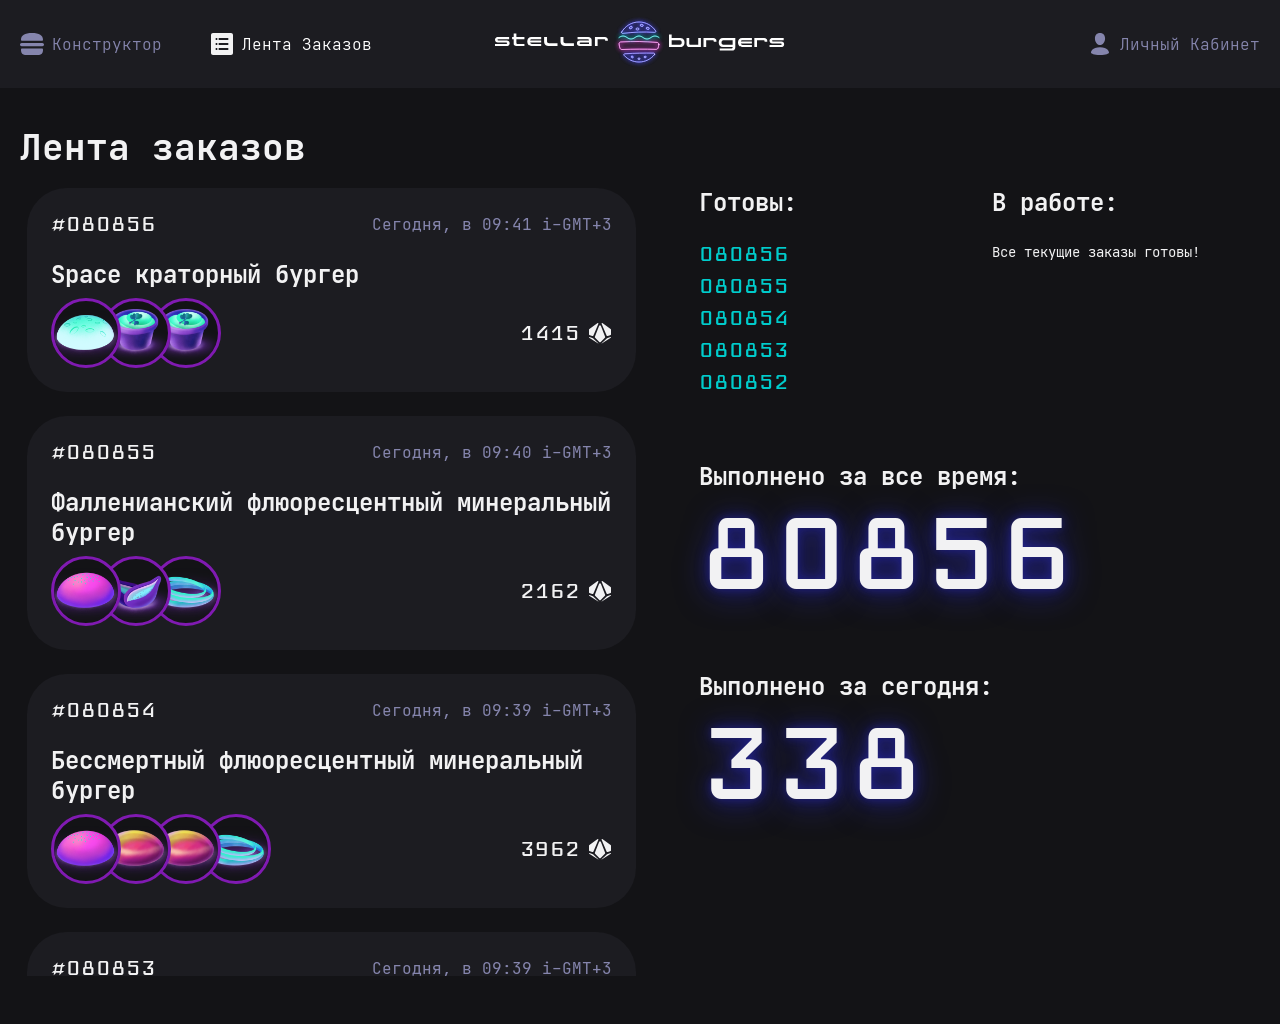 Конструктор
Лента Заказов
stellar burgers
Личный Кабинет
Лента заказов
#080856
Сегодня, в 09:41 i-GMT+3
Space краторный бургер
1415
#080855
Сегодня, в 09:40 i-GMT+3
Фалленианский флюоресцентный минеральный
бургер
2162
#080854
Сегодня, в 09:39 i-GMT+3
Бессмертный флюоресцентный минеральный
бургер
3962
#080853
Сегодня, в 09:39 i-GMT+3
Готовы:
080856
080855
080854
080853
080852
В работе:
Все текущие заказы готовы!
Выполнено за все время:
80856
Выполнено за сегодня:
338